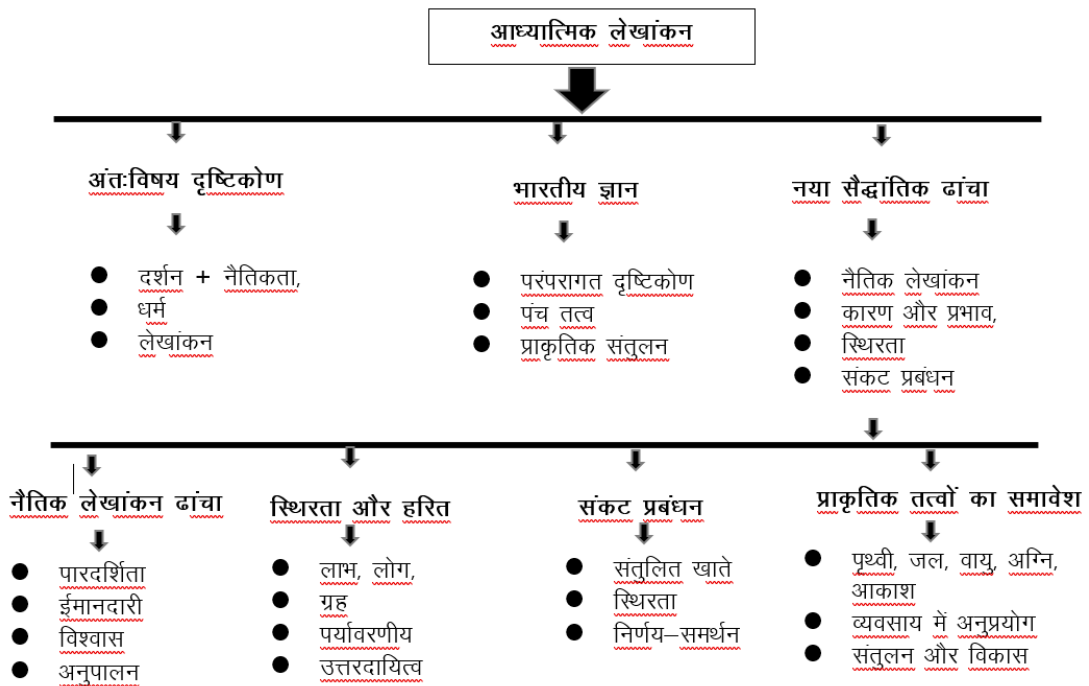 आध्यात्मिक लेखांकन
अंतःविषय दृष्टिकोण
दर्शन + नैतिकता,
धर्म
लेखांकन
भारतीय ज्ञान
परंपरागत दृष्टिकोण
पंच तत्व
प्राकृतिक संतुलन
नया सैद्धांतिक ढांचा
नैतिक लेखांकन
कारण और प्रभाव,
स्थिरता
संकट प्रबंधन
नैतिक लेखांकन ढांचा
पारदर्शिता
ईमानदारी
विश्वास
अनुपालन
स्थिरता और हरित
लाभ, लोग,
ग्रह
पर्यावरणीय
उत्तरदायित्व
संकट प्रबंधन
संतुलित खाते
स्थिरता
निर्णय–समर्थन
प्राकृतिक तत्वों का समावेश
पृथ्वी, जल, वायु, अग्नि,
आकाश
व्यवसाय में अनुप्रयोग
संतुलन और विकास